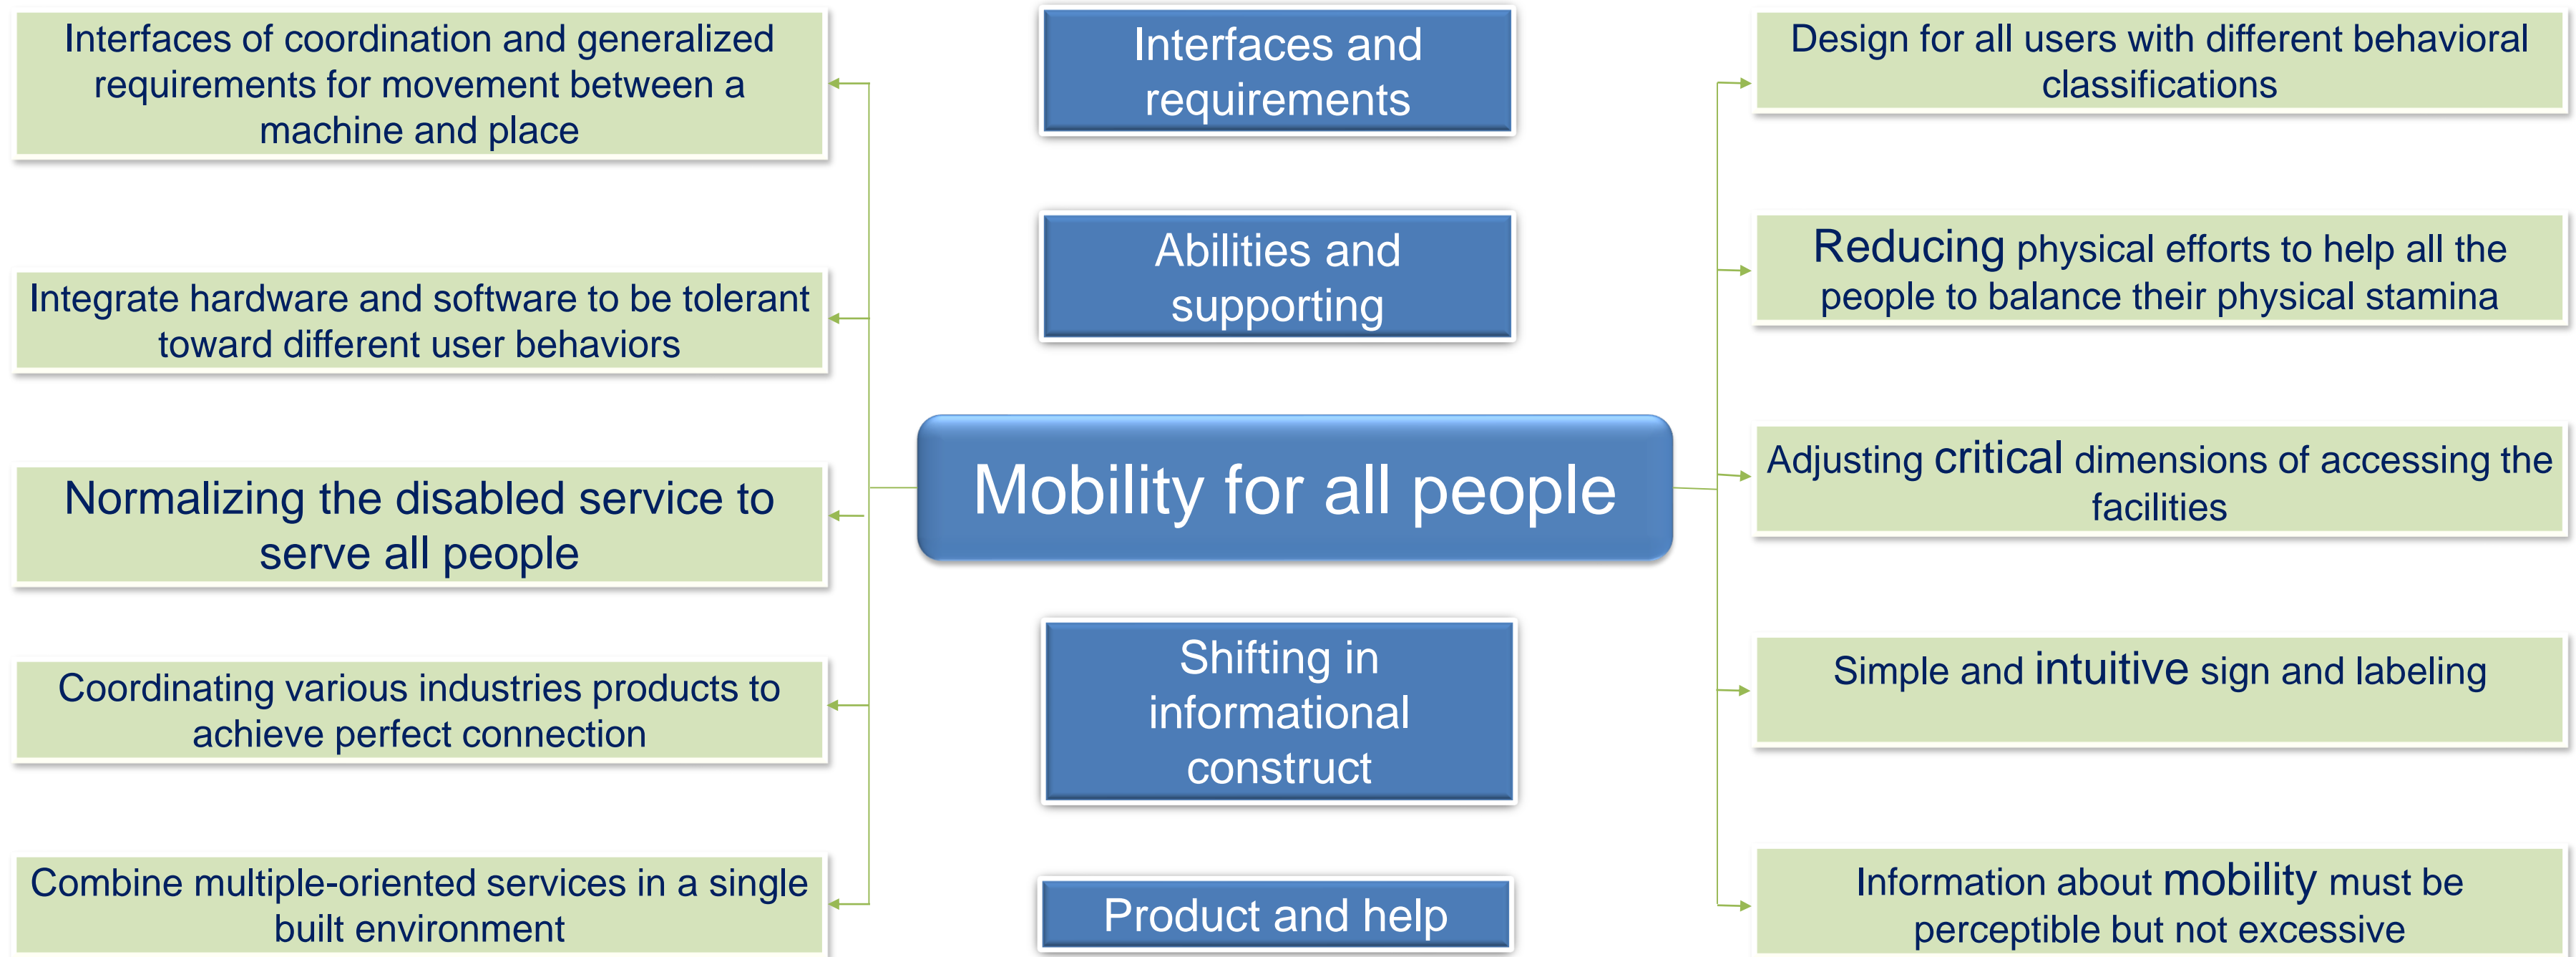 Interfaces of coordination and generalized
requirements for movement between a
machine and place
Integrate hardware and software to be tolerant
toward different user behaviors
Normalizing the disabled service to
serve all people
Coordinating various industries products to
achieve perfect connection
Combine multiple-oriented services in a single
built environment
Interfaces and
requirements
Abilities and
supporting
Mobility for all people
Shifting in
informational
construct
Product and help
Design for all users with different behavioral
classifications
Reducing physical efforts to help all the
people to balance their physical stamina
Adjusting critical dimensions of accessing the
facilities
Simple and intuitive sign and labeling
Information about mobility must be
perceptible but not excessive